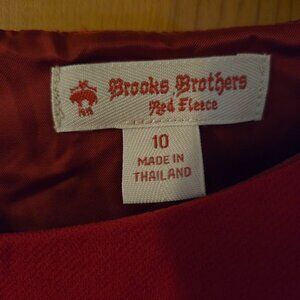 Brooks Brothers
Red Fleece
10
MADE IN
THAILAND